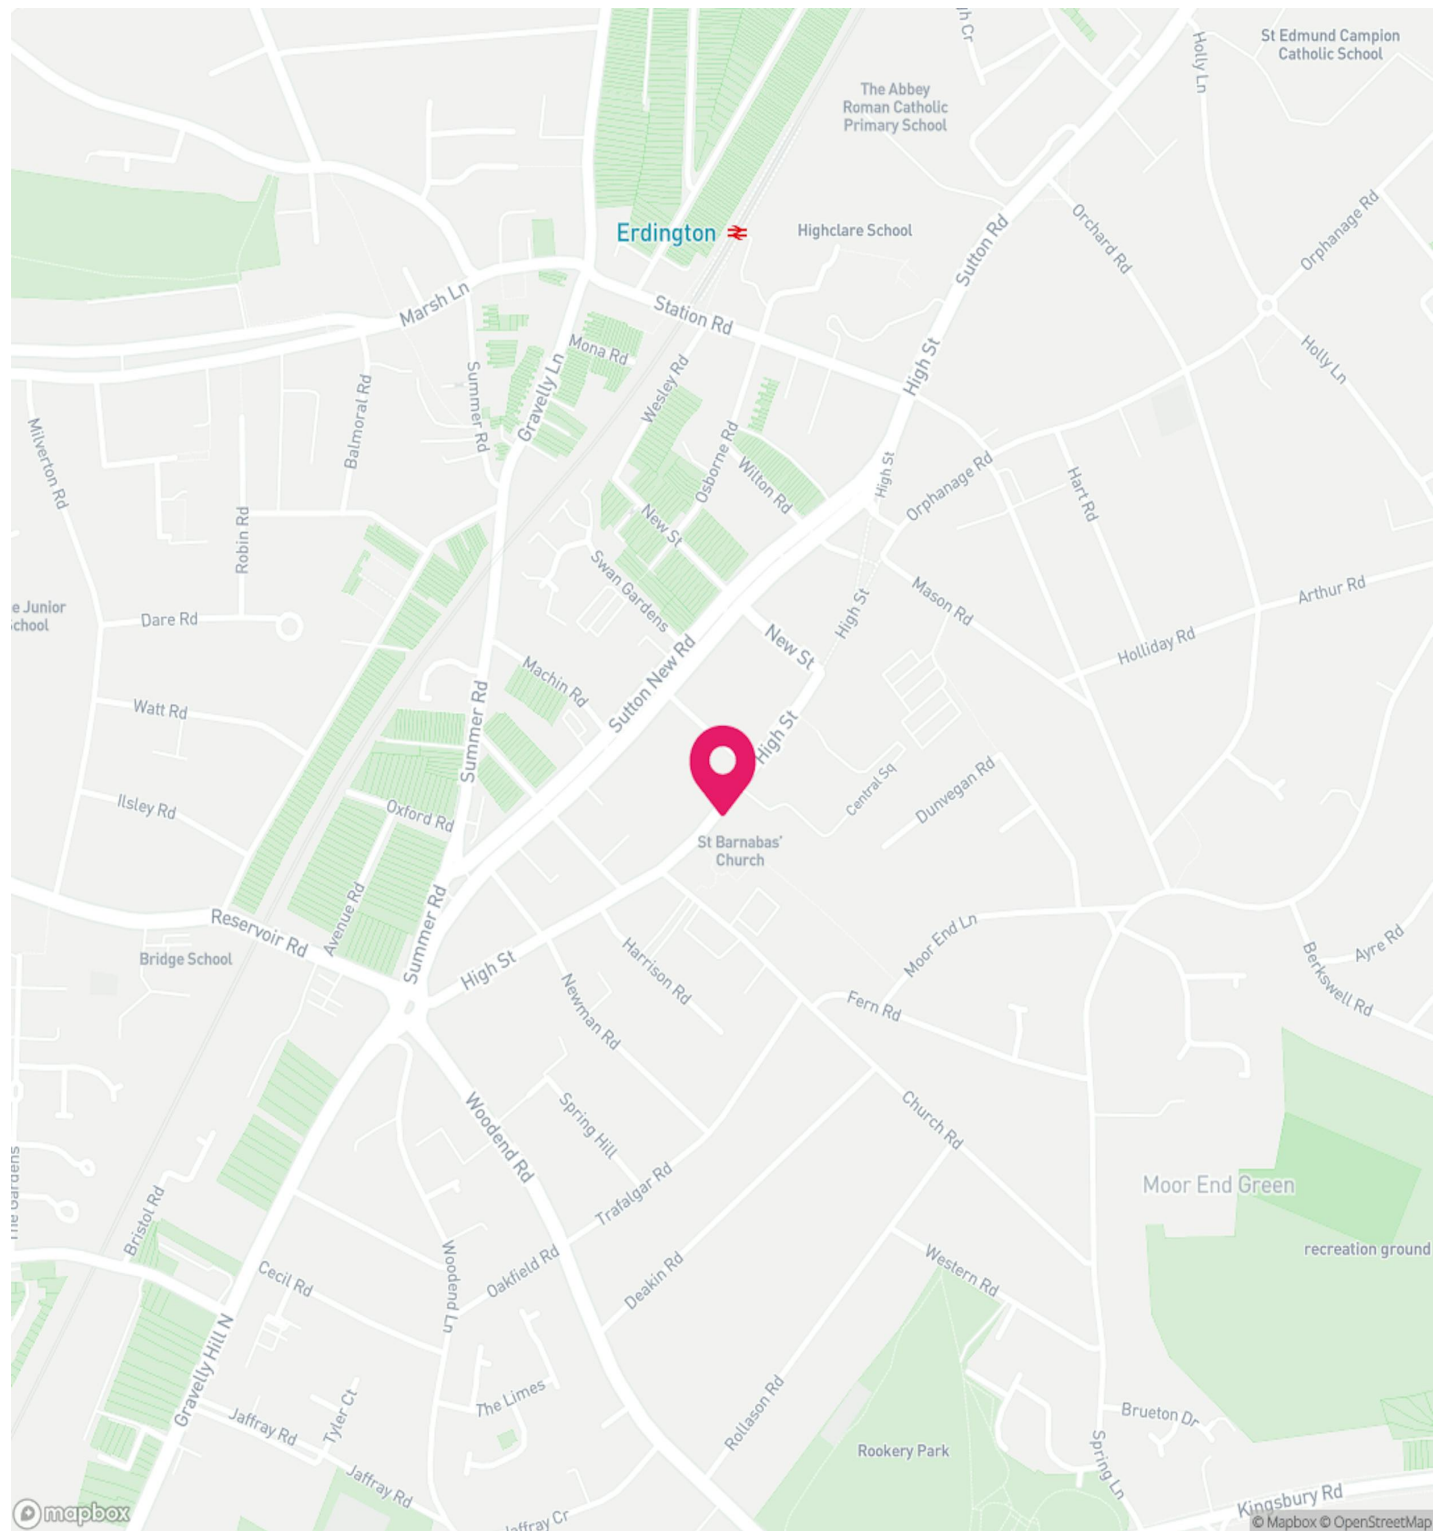 gh Cr
Holly Ln
St Edmund Campion
Catholic School
The Abbey
Roman Catholic
Primary School
Erdington
Highclare School
Sutton Rd
Orchard Rd
Orphanage Rd
Marsh Ln
Station Rd
Mona Rd
Gravelly Ln
Summer Rd
Wesley Rd
High St
Holly Ln
Balmoral Rd
Milverton Rd
Osborne Rd
Wilton Rd
High St
Orphanage Rd
Hart Rd
Robin Rd
New St
Swan Gardens
e Junior
chool
Dare Rd
High St
Mason Rd
Arthur Rd
New St
Holliday Rd
Machin Rd
Sutton New Rd
Watt Rd
Summer Rd
High St
Central Sq
Dunvegan Rd
Ilsley Rd
Oxford Rd
St Barnabas'
Church
Avenue Rd
Summer Rd
Reservoir Rd
Bridge School
High St
Harrison Rd
Newman Rd
Moor End Ln
Fern Rd
Ayre Rd
Berkswell Rd
Spring Hill
Woodend Rd
Church Rd
Moor End Green
Trafalgar Rd
The Gardens
Bristol Rd
Cecil Rd
Woodend Ln
Oakfield Rd
Deakin Rd
Western Rd
recreation ground
Gravelly Hill N
The Limes
Tyler Ct
Jaffray Rd
Rollason Rd
Brueton Dr
Rookery Park
Spring Ln
Jaffray Rd
Jaffray Cr
Kingsbury Rd
mapbox
© Mapbox © OpenStreetMap